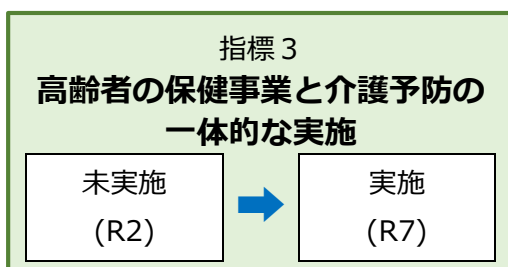 指標３
高齢者の保健事業と介護予防の
一体的な実施
未実施
(R2)
実施
(R7)